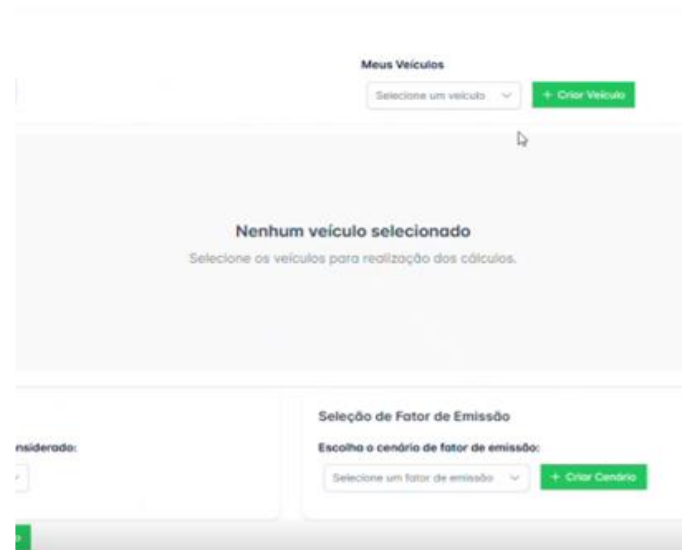 Meus Veículos
Selecione um veículo
+ Criar Veículo
Nenhum veículo selecionado
Selecione os veículos para realização dos cálculos.
Seleção de Fator de Emissão
nsiderado:
Escolha o cenário de fator de emissão:
Selecione um fator de emissão
+ Criar Cenário
o